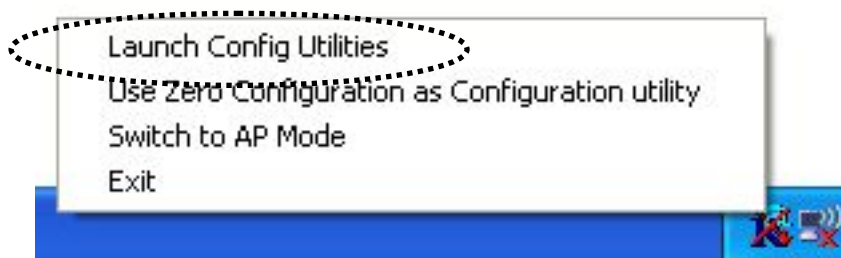 Launch Config Utilities
Use Zero Configuration as Configuration utility
Switch to AP Mode
Exit